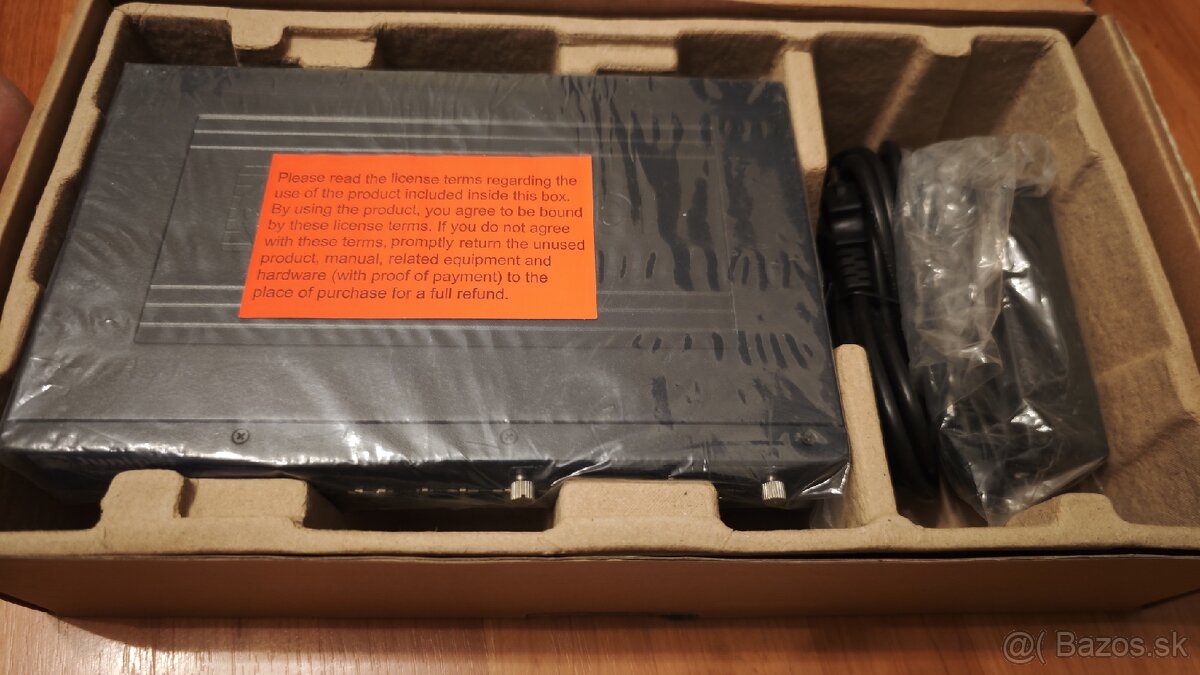 Please read the license terms regarding the
use of the product included inside this box.
By using the product, you agree to be bound
by these license terms. If you do not agree
with these terms, promptly return the unused
product, manual, related equipment and
hardware (with proof of payment) to the
place of purchase for a full refund.
@( Bazos.sk